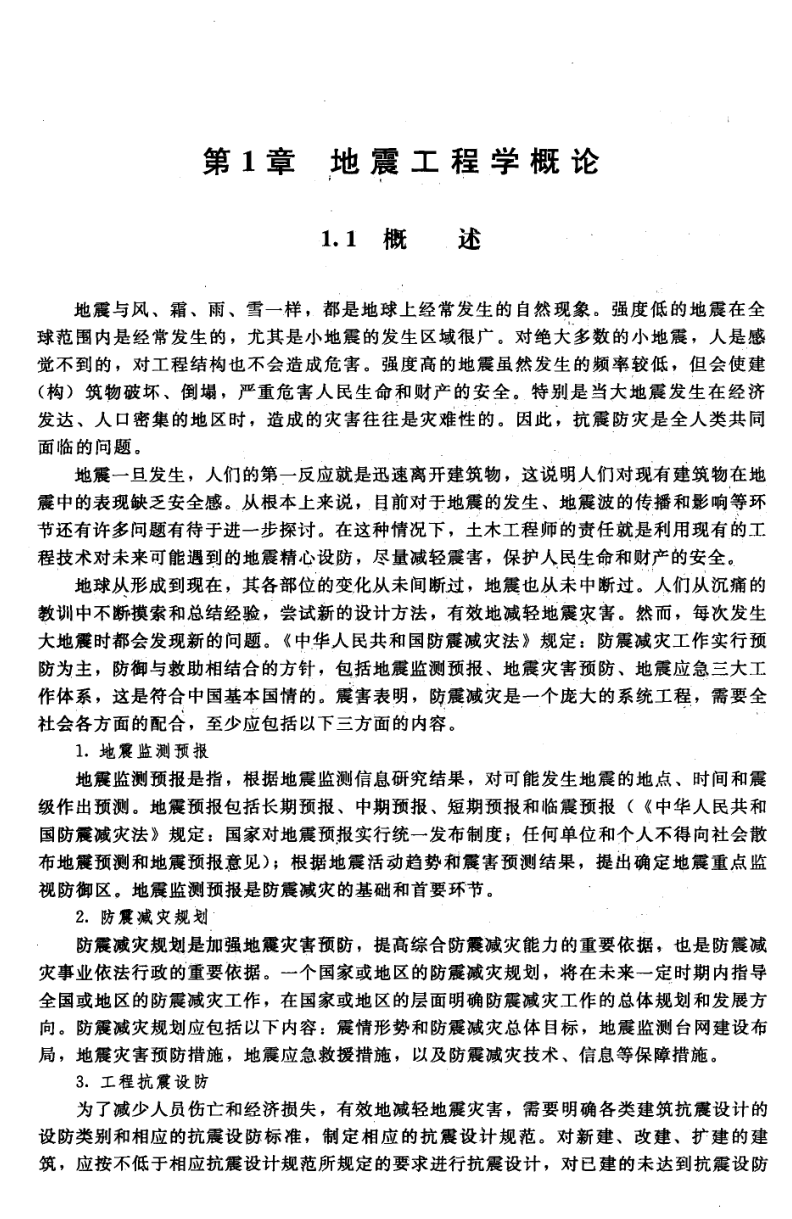 第1章 地震工程学概论
1.1 概 述
地震与风、霜、雨、雪一样，都是地球上经常发生的自然现象。强度低的地震在全
球范围内是经常发生的，尤其是小地震的发生区域很广。对绝大多数的小地震，人是感
觉不到的，对工程结构也不会造成危害。强度高的地震虽然发生的频率较低，但会使建
（构）筑物破坏、倒塌，严重危害人民生命和财产的安全。特别是当大地震发生在经济
发达、人口密集的地区时，造成的灾害往往是灾难性的。因此，抗震防灾是全人类共同
面临的问题。
地震一旦发生，人们的第一反应就是迅速离开建筑物，这说明人们对现有建筑物在地
震中的表现缺乏安全感。从根本上来说，目前对于地震的发生、地震波的传播和影响等环
节还有许多问题有待于进一步探讨。在这种情况下，土木工程师的责任就是利用现有的工
程技术对未来可能遇到的地震精心设防，尽量减轻震害，保护人民生命和财产的安全。
地球从形成到现在，其各部位的变化从未间断过，地震也从未中断过。人们从沉痛的
教训中不断摸索和总结经验，尝试新的设计方法，有效地减轻地震灾害。然而，每次发生
大地震时都会发现新的问题。《中华人民共和国防震减灾法》规定：防震减灾工作实行预
防为主，防御与救助相结合的方针，包括地震监测预报、地震灾害预防、地震应急三大工
作体系，这是符合中国基本国情的。震害表明，防震减灾是一个庞大的系统工程，需要全
社会各方面的配合，至少应包括以下三方面的内容。
1. 地震监测预报
地震监测预报是指，根据地震监测信息研究结果，对可能发生地震的地点、时间和震
级作出预测。地震预报包括长期预报、中期预报、短期预报和临震预报（《中华人民共和
国防震减灾法》规定：国家对地震预报实行统一发布制度；任何单位和个人不得向社会散
布地震预测和地震预报意见）；根据地震活动趋势和震害预测结果，提出确定地震重点监
视防御区。地震监测预报是防震减灾的基础和首要环节。
2. 防震减灾规划
防震减灾规划是加强地震灾害预防，提高综合防震减灾能力的重要依据，也是防震减
灾事业依法行政的重要依据。一个国家或地区的防震减灾规划，将在未来一定时期内指导
全国或地区的防震减灾工作，在国家或地区的层面明确防震减灾工作的总体规划和发展方
向。防震减灾规划应包括以下内容：震情形势和防震减灾总体目标，地震监测台网建设布
局，地震灾害预防措施，地震应急救援措施，以及防震减灾技术、信息等保障措施。
3. 工程抗震设防
为了减少人员伤亡和经济损失，有效地减轻地震灾害，需要明确各类建筑抗震设计的
设防类别和相应的抗震设防标准，制定相应的抗震设计规范。对新建、改建、扩建的建
筑，应按不低于相应抗震设计规范所规定的要求进行抗震设计，对已建的未达到抗震设防